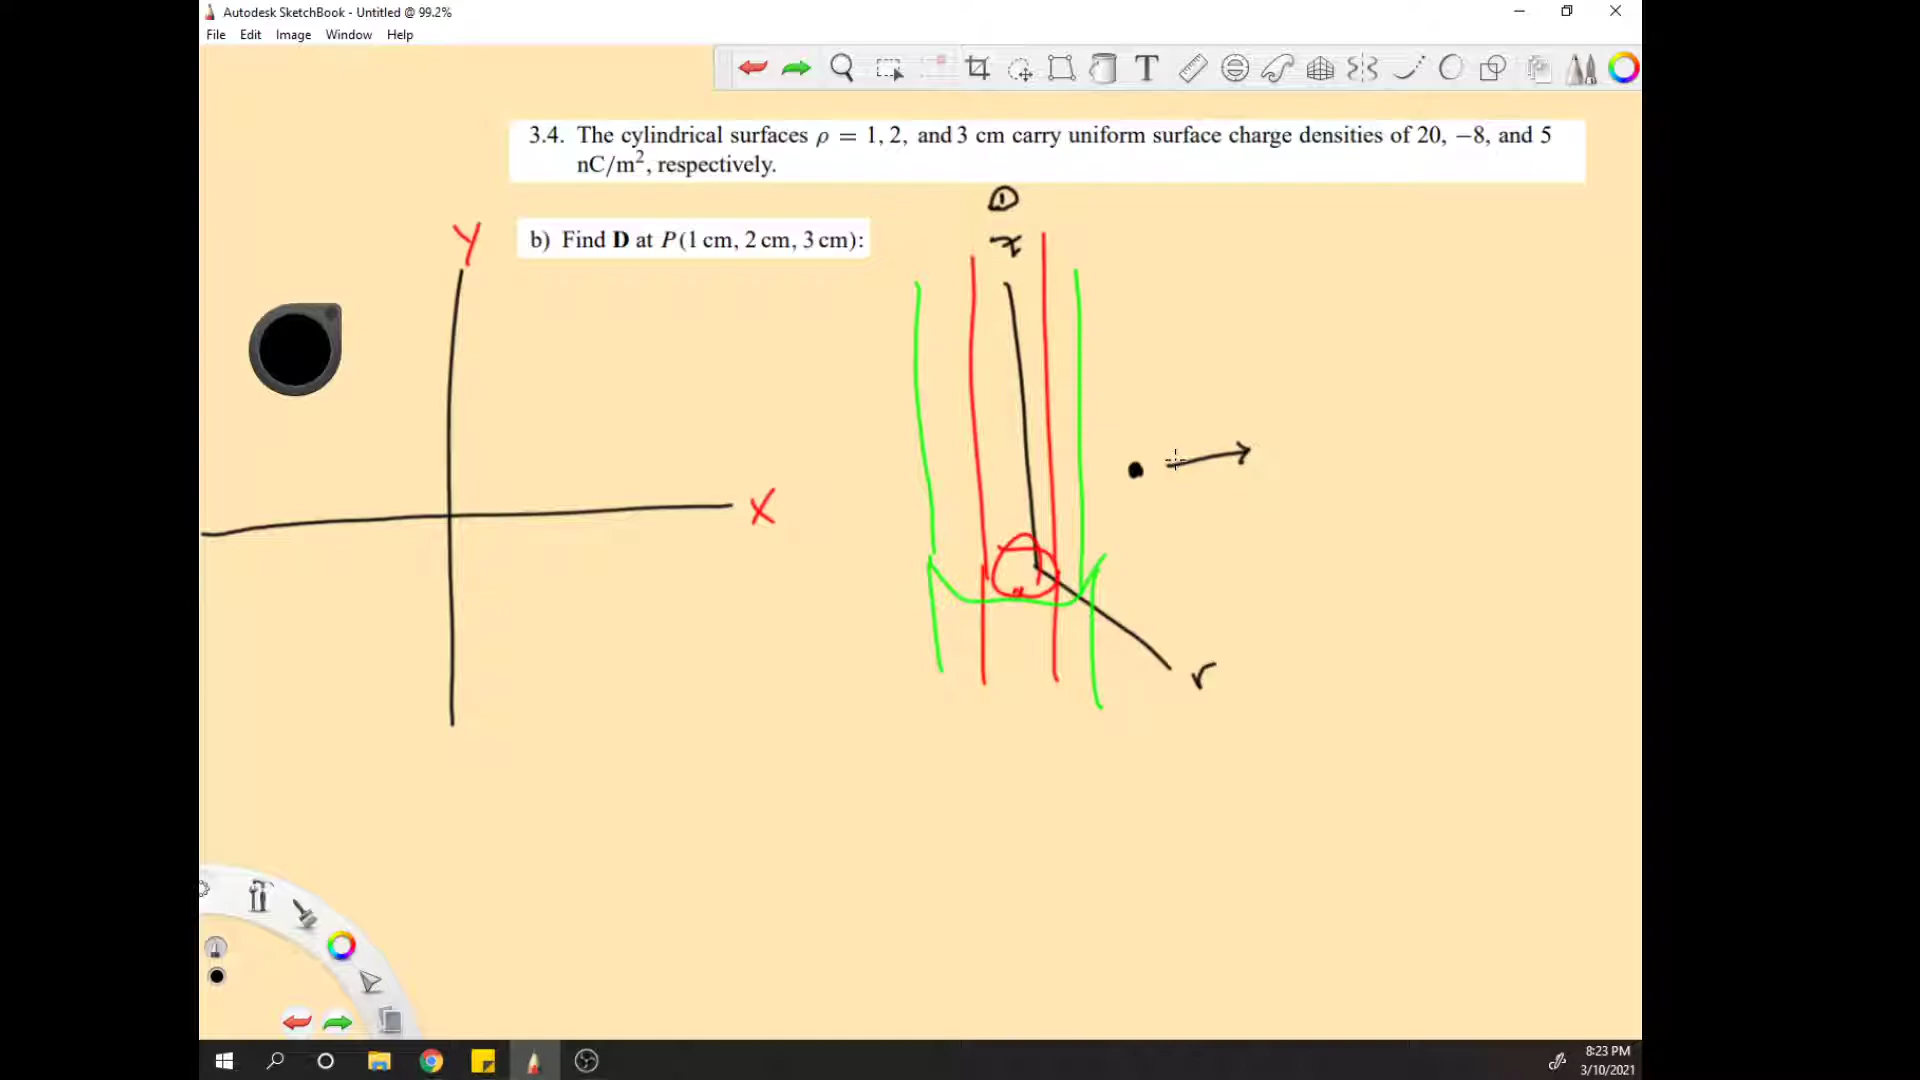 Autodesk SketchBook - Untitled @ 99.2%
File Edit Image Window Help
T
3.4. The cylindrical surfaces ρ = 1, 2, and 3 cm carry uniform surface charge densities of 20, −8, and 5
nC/m², respectively.
①
Y
b) Find D at P(1 cm, 2 cm, 3 cm):
X
r
8:23 PM
3/10/2021